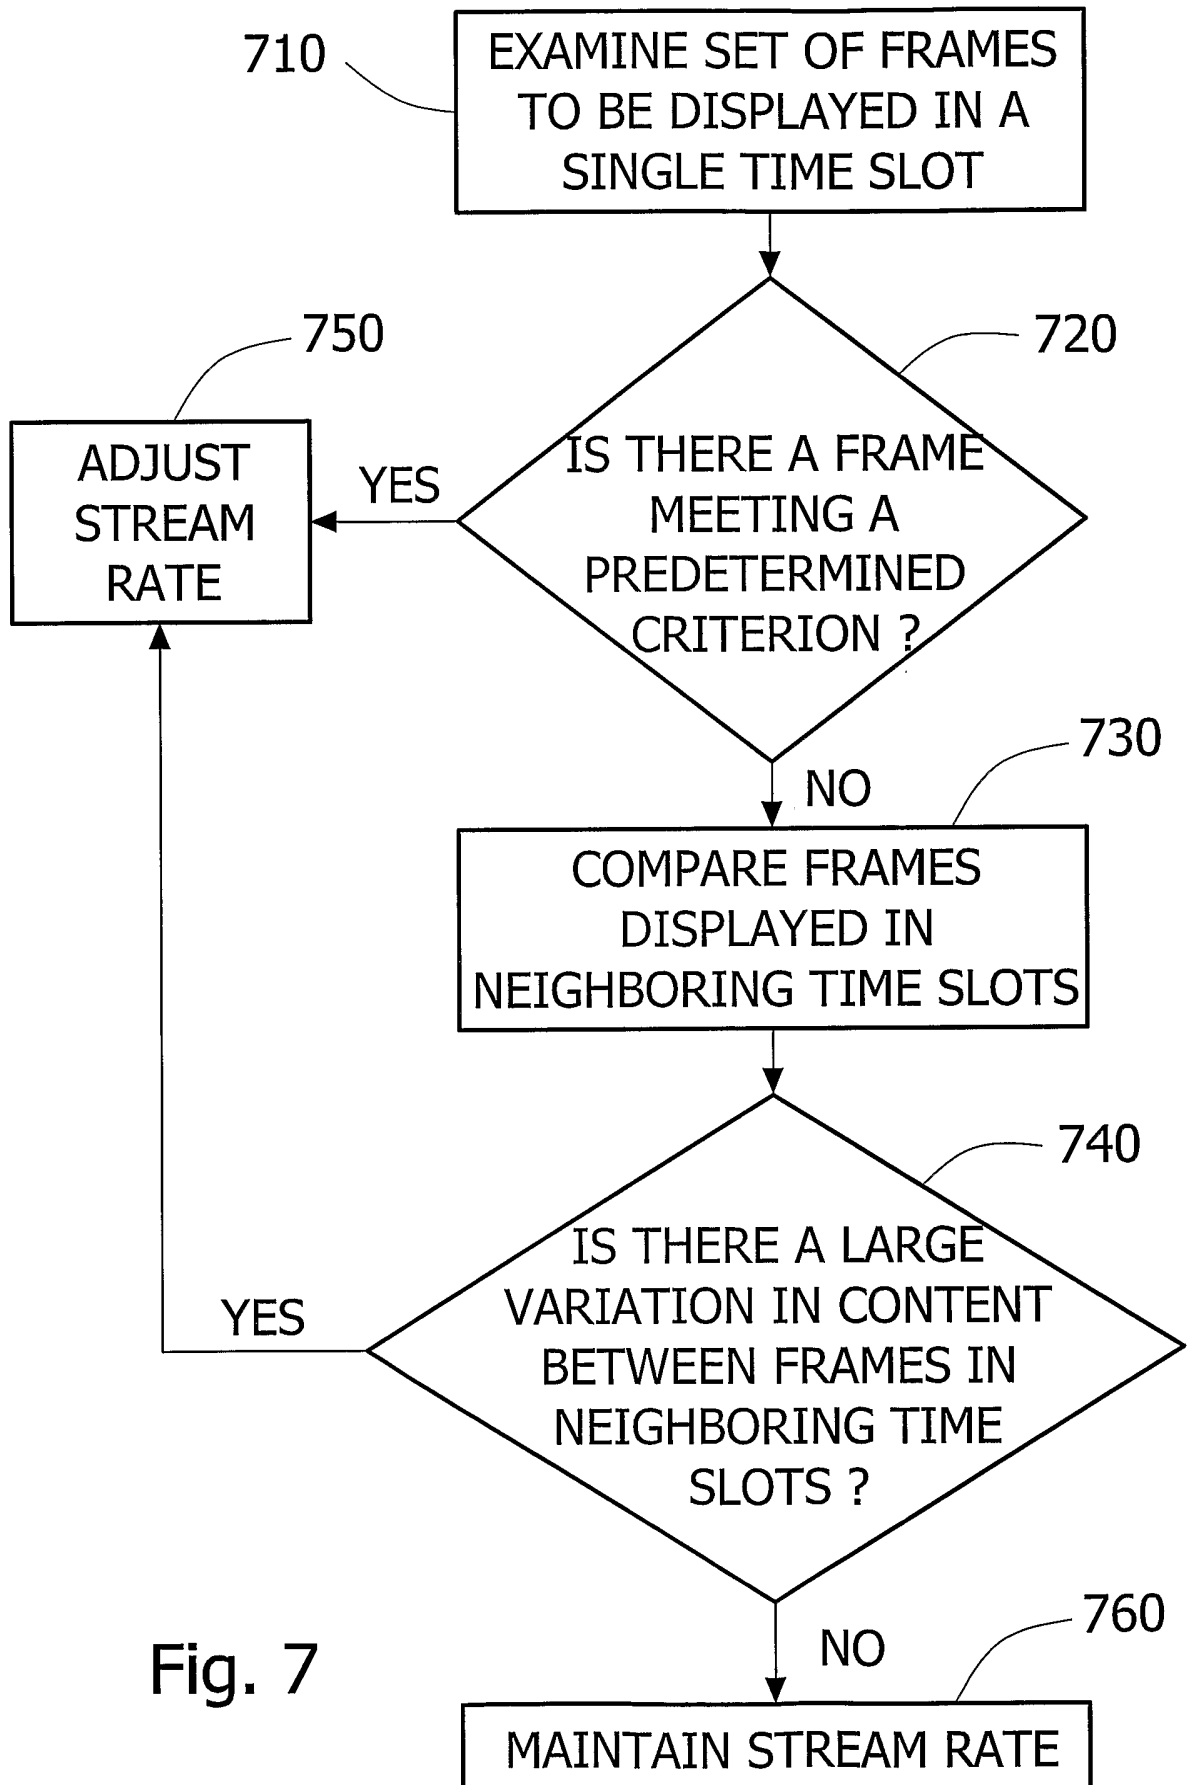 710
EXAMINE SET OF FRAMES
TO BE DISPLAYED IN A
SINGLE TIME SLOT
750
720
ADJUST
STREAM
RATE
YES
IS THERE A FRAME
MEETING A
PREDETERMINED
CRITERION ?
730
NO
COMPARE FRAMES
DISPLAYED IN
NEIGHBORING TIME SLOTS
740
IS THERE A LARGE
VARIATION IN CONTENT
BETWEEN FRAMES IN
NEIGHBORING TIME
SLOTS ?
YES
760
NO
Fig. 7
MAINTAIN STREAM RATE